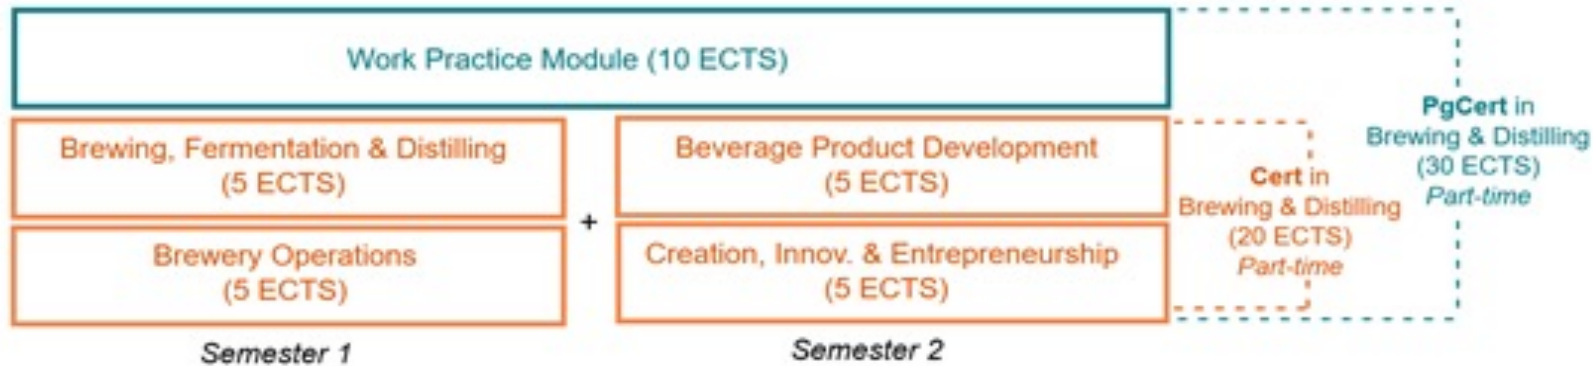 Work Practice Module (10 ECTS)
Brewing, Fermentation & Distilling
(5 ECTS)
Brewery Operations
(5 ECTS)
+
Beverage Product Development
(5 ECTS)
Creation, Innov. & Entrepreneurship
(5 ECTS)
Semester 1
Semester 2
Cert in
Brewing & Distilling
(20 ECTS)
Part-time
PgCert in
Brewing & Distilling
(30 ECTS)
Part-time